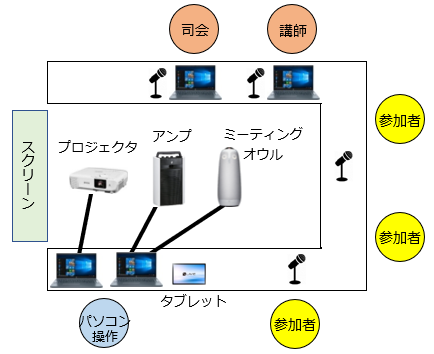 司会
講師
スクリーン
プロジェクタ
アンプ
ミーティング
オウル
参加者
参加者
タブレット
パソコン
操作
参加者